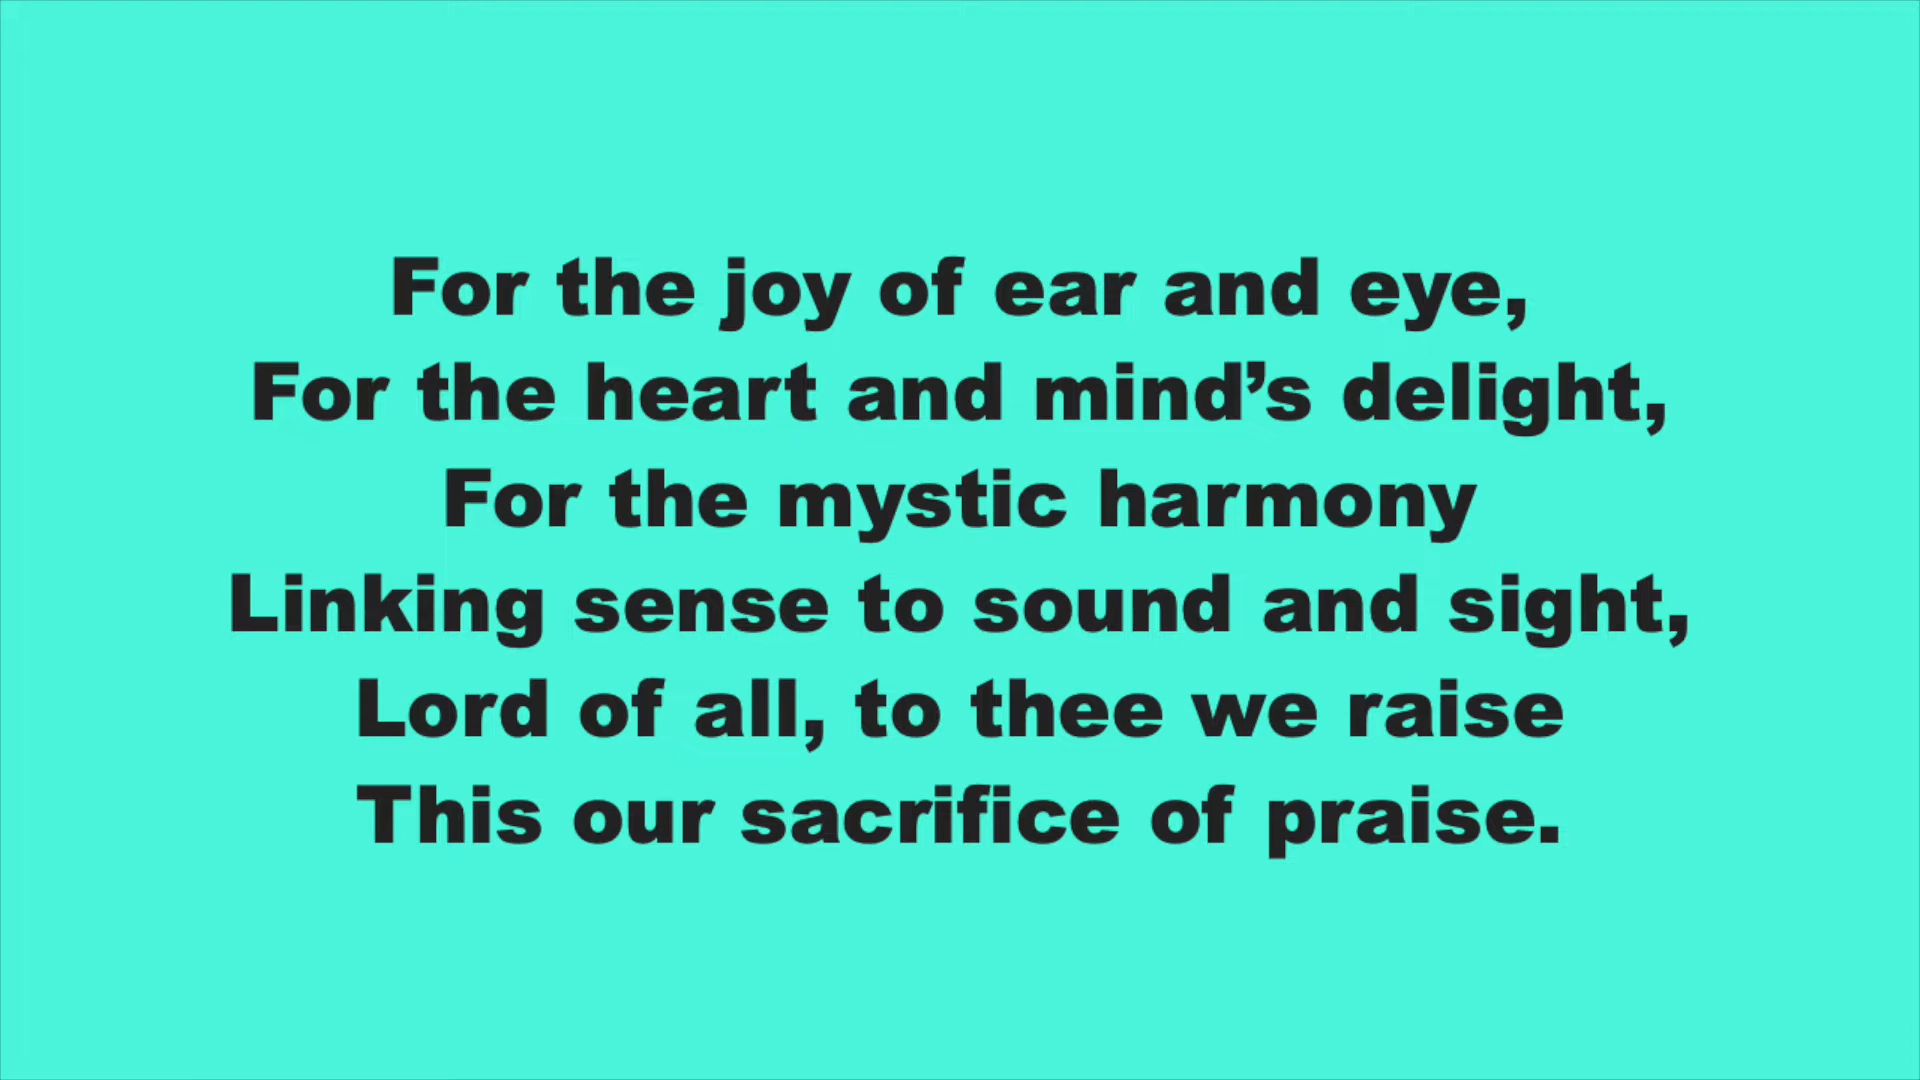 For the joy of ear and eye,
For the heart and mind’s delight,
For the mystic harmony
Linking sense to sound and sight,
Lord of all, to thee we raise
This our sacrifice of praise.